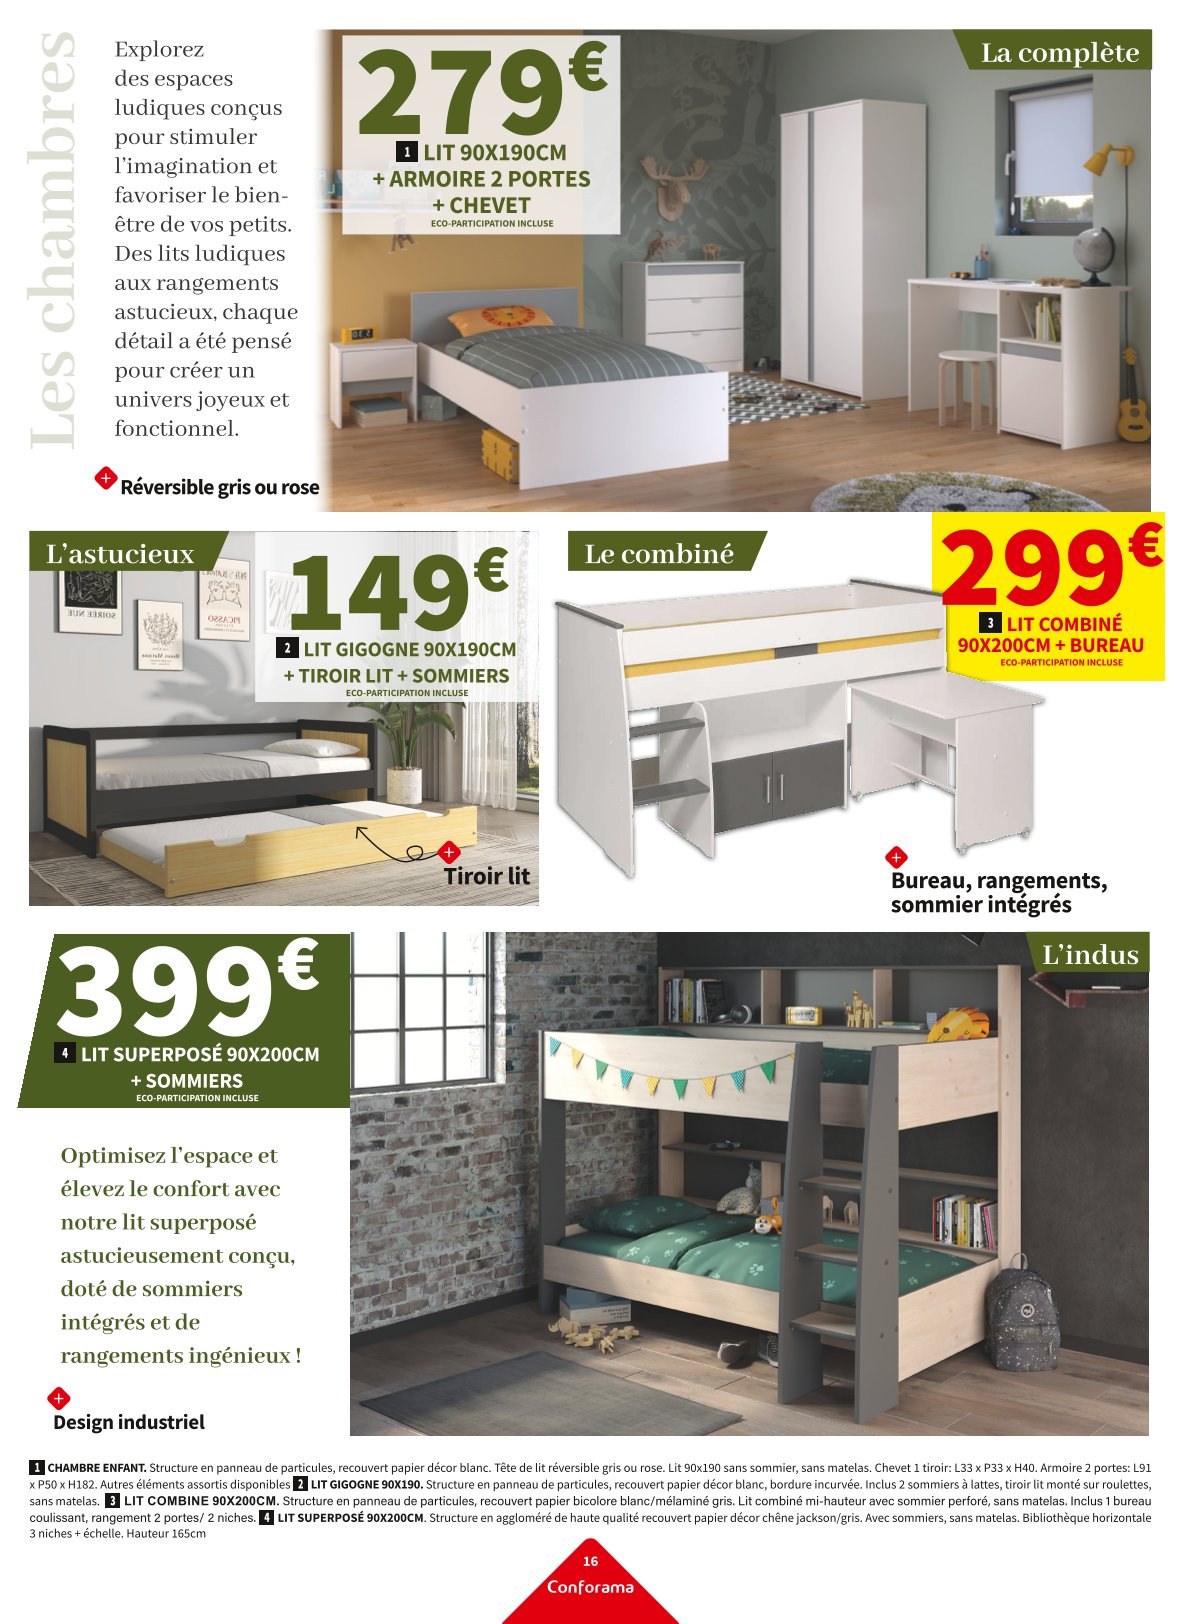 Les chambres
Explorez
des espaces
ludiques conçus
pour stimuler
l'imagination et
favoriser le bien-
être de vos petits.
Des lits ludiques
aux rangements
astucieux, chaque
détail a été pensé
pour créer un
univers joyeux et
fonctionnel.
+ Réversible gris ou rose
La complète
279€
1 LIT 90X190CM
+ ARMOIRE 2 PORTES
+ CHEVET
ECO-PARTICIPATION INCLUSE
L'astucieux
149€
2 LIT GIGOGNE 90X190CM
+ TIROIR LIT + SOMMIERS
ECO-PARTICIPATION INCLUSE
SOIRÉE NUE
PICASSO
+
Tiroir lit
Le combiné
299€
3 LIT COMBINÉ
90X200CM + BUREAU
ECO-PARTICIPATION INCLUSE
+
Bureau, rangements,
sommier intégrés
399€
4 LIT SUPERPOSÉ 90X200CM
+ SOMMIERS
ECO-PARTICIPATION INCLUSE
L'indus
Optimisez l'espace et
élevez le confort avec
notre lit superposé
astucieusement conçu,
doté de sommiers
intégrés et de
rangements ingénieux !
+
Design industriel
1 CHAMBRE ENFANT. Structure en panneau de particules, recouvert papier décor blanc. Tête de lit réversible gris ou rose. Lit 90x190 sans sommier, sans matelas. Chevet 1 tiroir: L33 x P33 x H40. Armoire 2 portes: L91
x P50 x H182. Autres éléments assortis disponibles 2 LIT GIGOGNE 90X190. Structure en panneau de particules, recouvert papier décor blanc, bordure incurvée. Inclus 2 sommiers à lattes, tiroir lit monté sur roulettes,
sans matelas. 3 LIT COMBINE 90X200CM. Structure en panneau de particules, recouvert papier bicolore blanc/mélaminé gris. Lit combiné mi-hauteur avec sommier perforé, sans matelas. Inclus 1 bureau
coulissant, rangement 2 portes/ 2 niches. 4 LIT SUPERPOSÉ 90X200CM. Structure en aggloméré de haute qualité recouvert papier décor chêne jackson/gris. Avec sommiers, sans matelas. Bibliothèque horizontale
3 niches + échelle. Hauteur 165cm
16
Conforama